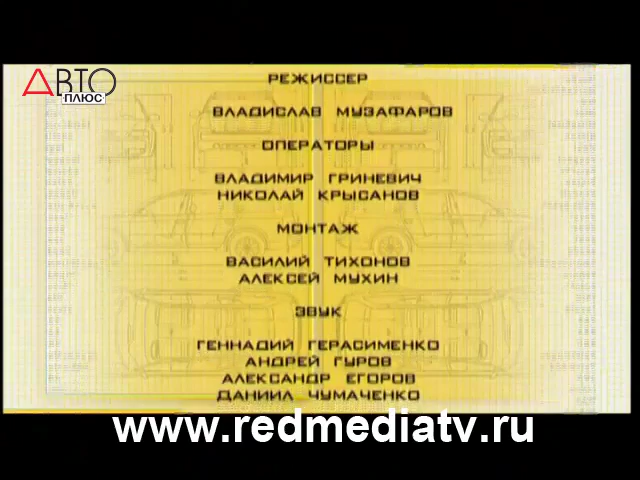 АВТО
ПЛЮС
РЕЖИССЕР
ВЛАДИСЛАВ МУЗАФАРОВ
ОПЕРАТОРЫ
ВЛАДИМИР ГРИНЕВИЧ
НИКОЛАЙ КРЫСАНОВ
МОНТАЖ
ВАСИЛИЙ ТИХОНОВ
АЛЕКСЕЙ МУХИН
ЗВУК
ГЕННАДИЙ ГЕРАСИМЕНКО
АНДРЕЙ ГУРОВ
АЛЕКСАНДР ЕГОРОВ
ДАНИИЛ ЧУМАЧЕНКО
www.redmediatv.ru